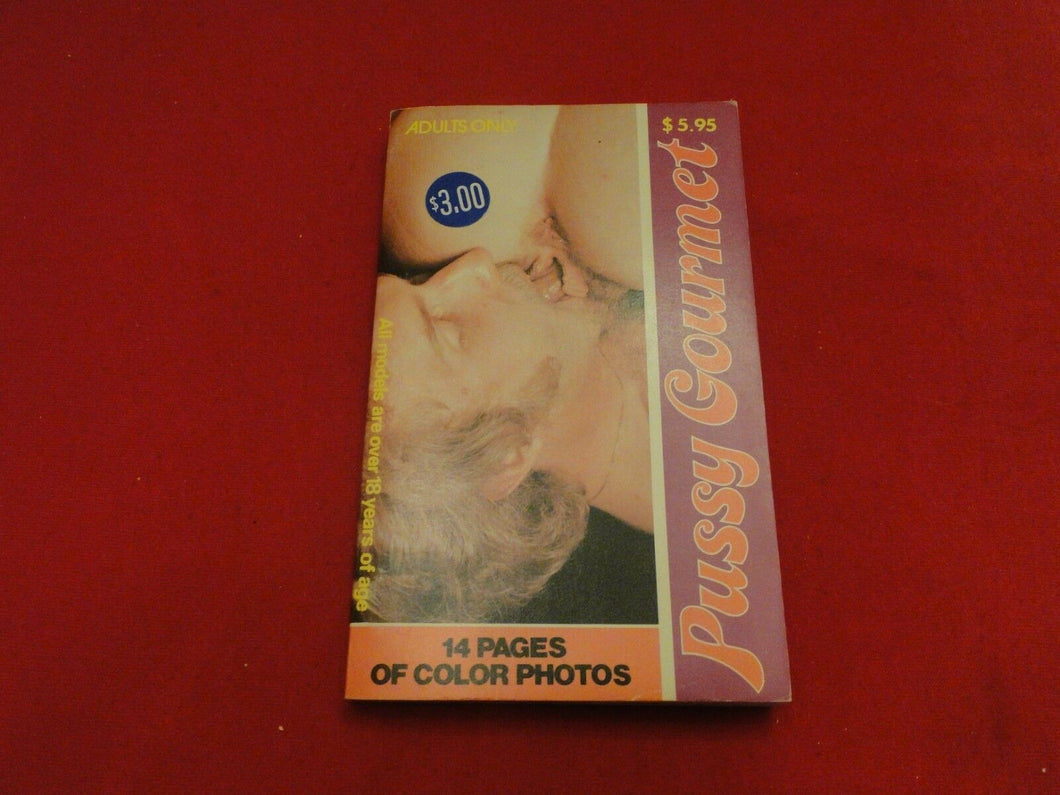 ADULTS ONLY
$ 5.95
$3.00
Pussy Gourmet
All models are over 18 years of age
14 PAGES
OF COLOR PHOTOS